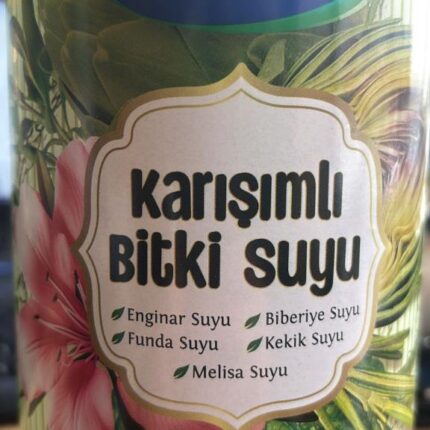 Karışımlı
Bitki Suyu
Enginar Suyu Biberiye Suyu
Funda Suyu Kekik Suyu
Melisa Suyu